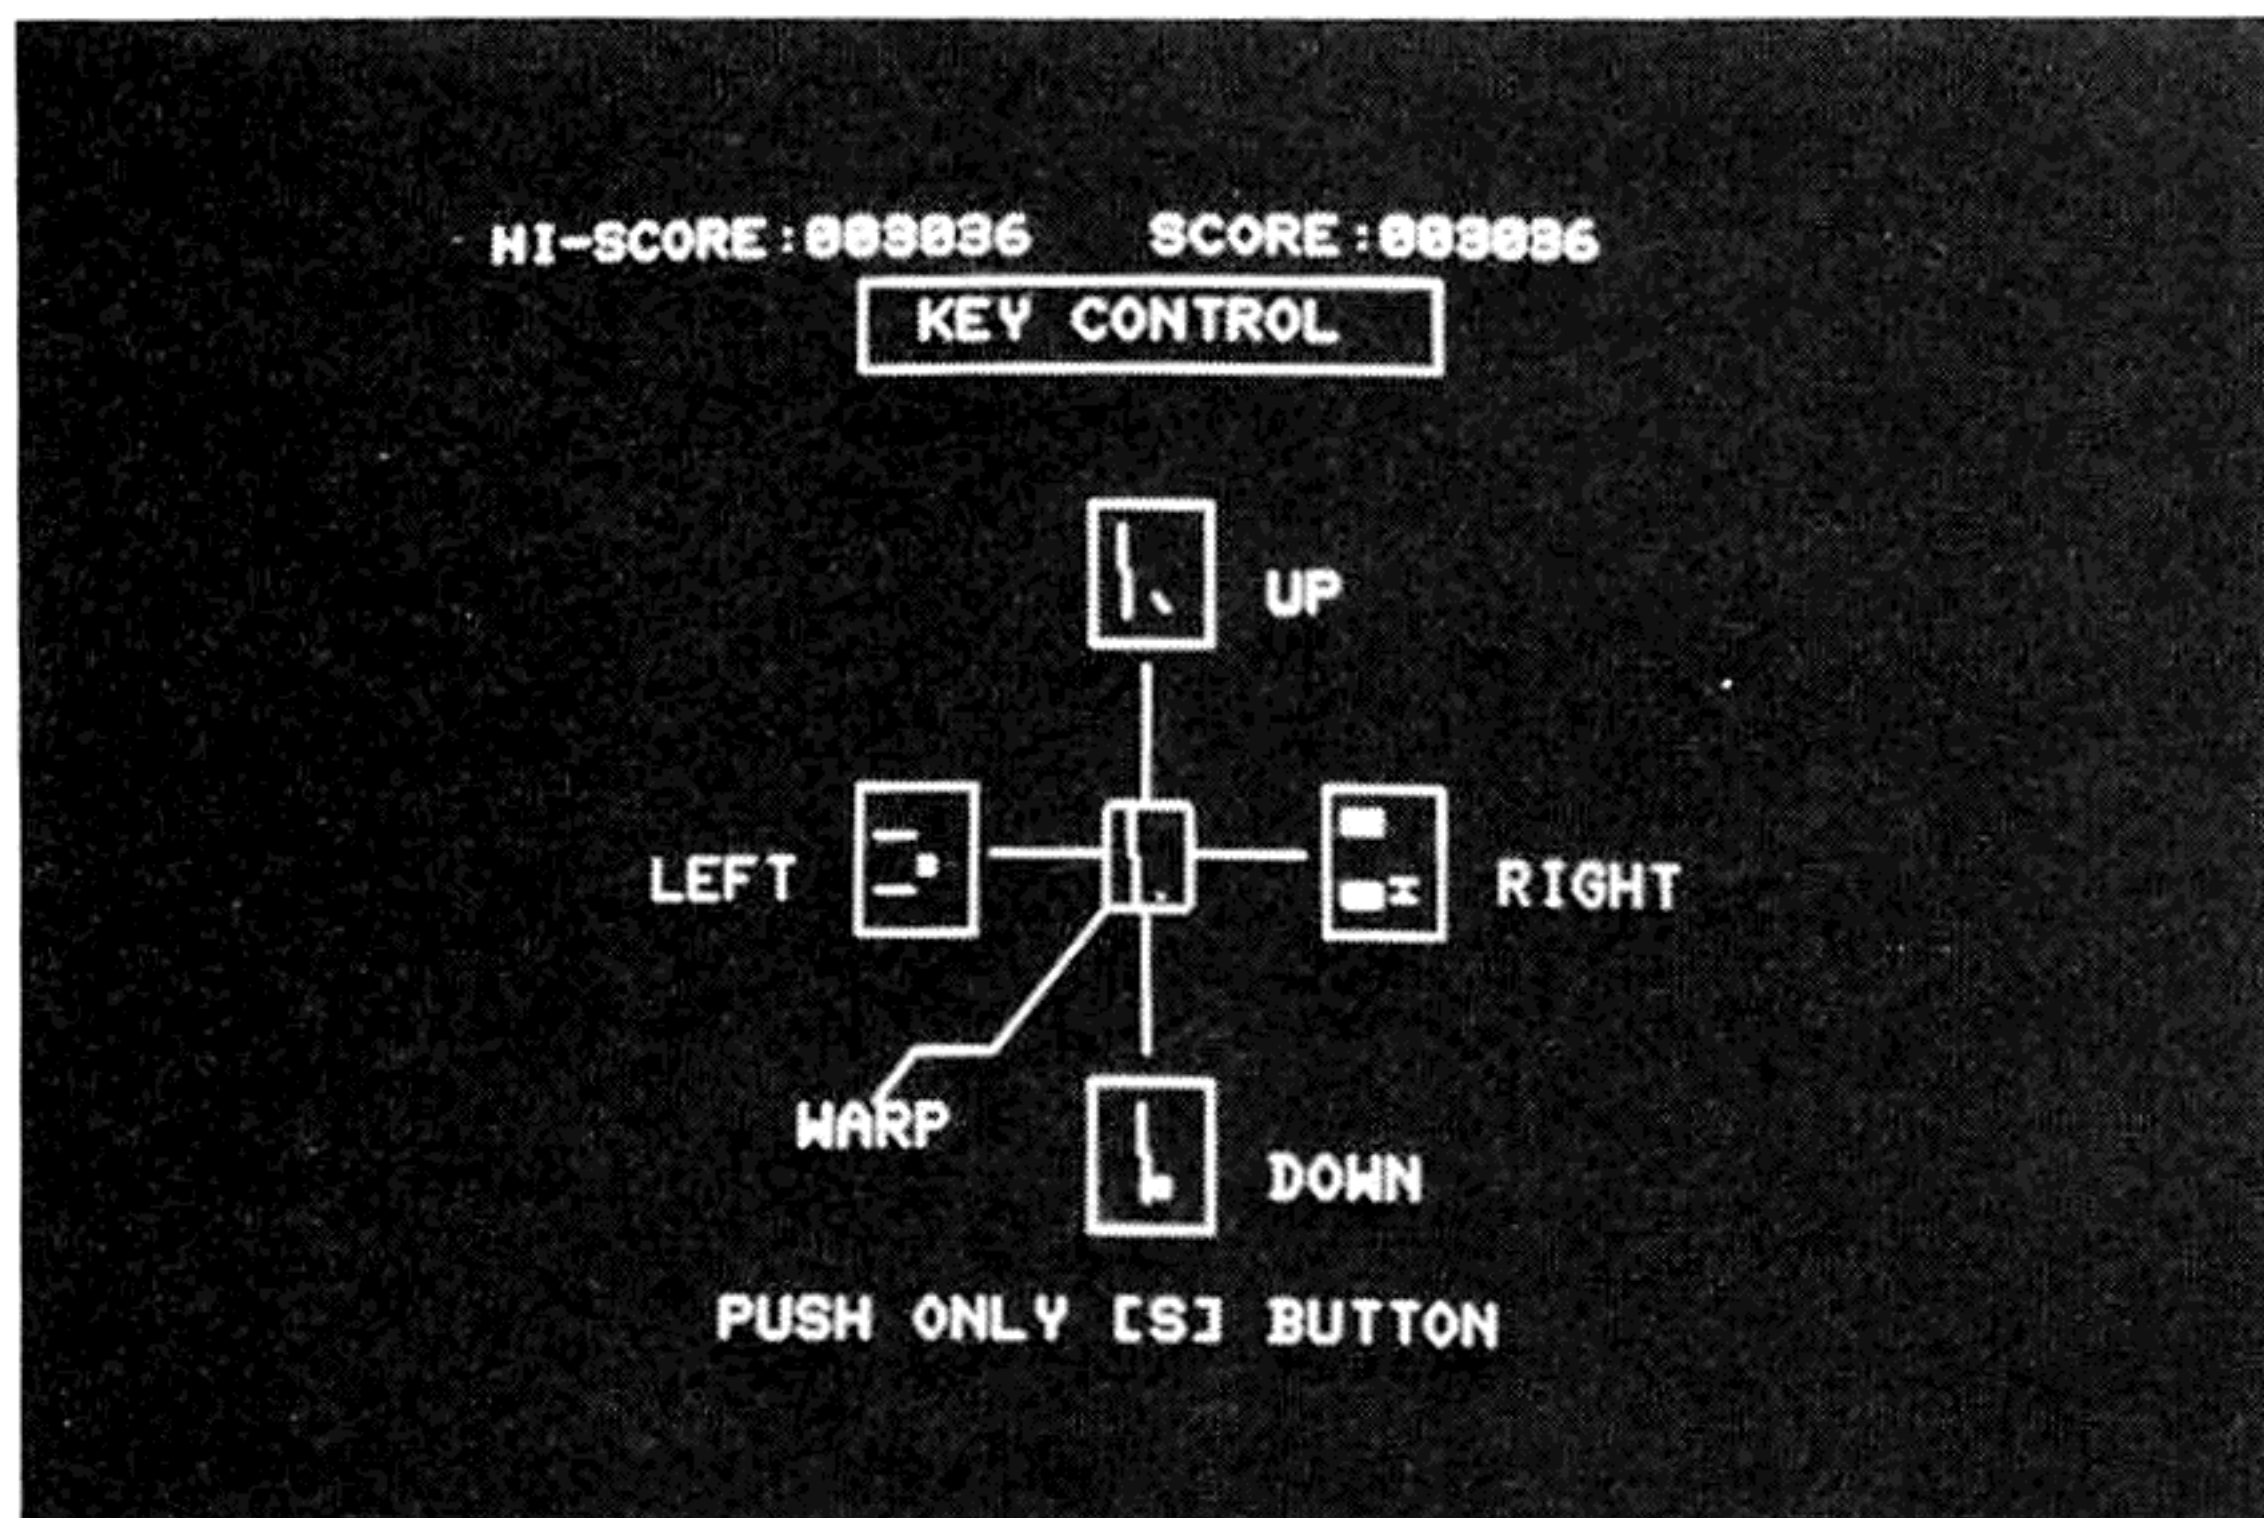 HI-SCORE:003036 SCORE:003036
KEY CONTROL
UP
LEFT
RIGHT
WARP
DOWN
PUSH ONLY [S] BUTTON